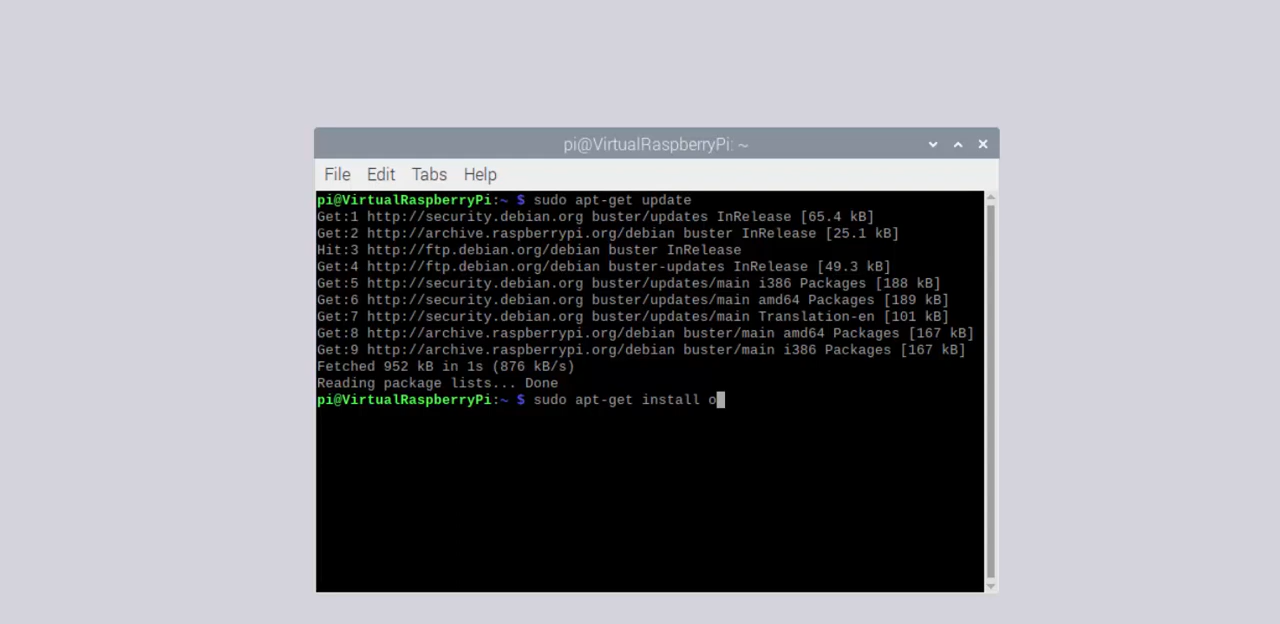 pi@VirtualRaspberryPi: ~
File Edit Tabs Help
pi@VirtualRaspberryPi:~ $ sudo apt-get update
Get:1 http://security.debian.org buster/updates InRelease [65.4 kB]
Get:2 http://archive.raspberrypi.org/debian buster InRelease [25.1 kB]
Hit:3 http://ftp.debian.org/debian buster InRelease
Get:4 http://ftp.debian.org/debian buster-updates InRelease [49.3 kB]
Get:5 http://security.debian.org buster/updates/main i386 Packages [188 kB]
Get:6 http://security.debian.org buster/updates/main amd64 Packages [189 kB]
Get:7 http://security.debian.org buster/updates/main Translation-en [101 kB]
Get:8 http://archive.raspberrypi.org/debian buster/main amd64 Packages [167 kB]
Get:9 http://archive.raspberrypi.org/debian buster/main i386 Packages [167 kB]
Fetched 952 kB in 1s (876 kB/s)
Reading package lists... Done
pi@VirtualRaspberryPi:~ $ sudo apt-get install o